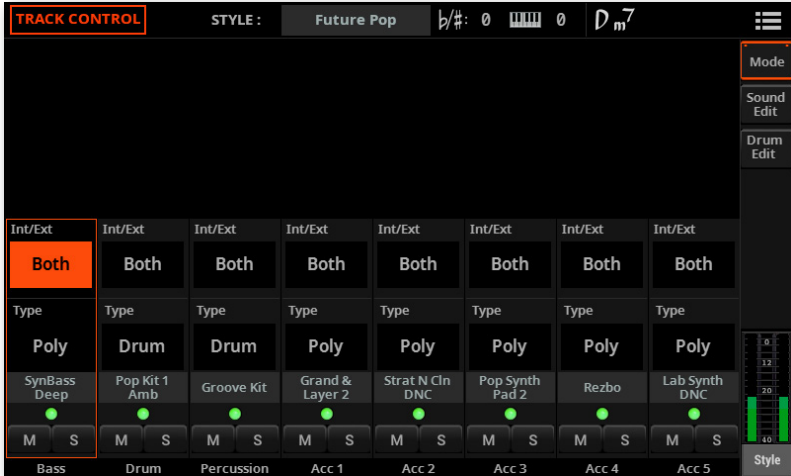 TRACK CONTROL STYLE : Future Pop ♭/♯: 0 0 Dm7
Mode
Sound
Edit
Drum
Edit
Int/Ext Int/Ext Int/Ext Int/Ext Int/Ext Int/Ext Int/Ext Int/Ext
Both Both Both Both Both Both Both Both
Type Type Type Type Type Type Type Type
Poly Drum Drum Poly Poly Poly Poly Poly
SynBass Pop Kit 1 Groove Kit Grand & Strat N Cln Pop Synth Rezbo Lab Synth
Deep Amb Layer 2 DNC Pad 2 DNC
M S M S M S M S M S M S M S M S
Bass Drum Percussion Acc 1 Acc 2 Acc 3 Acc 4 Acc 5
0
12
20
40
Style